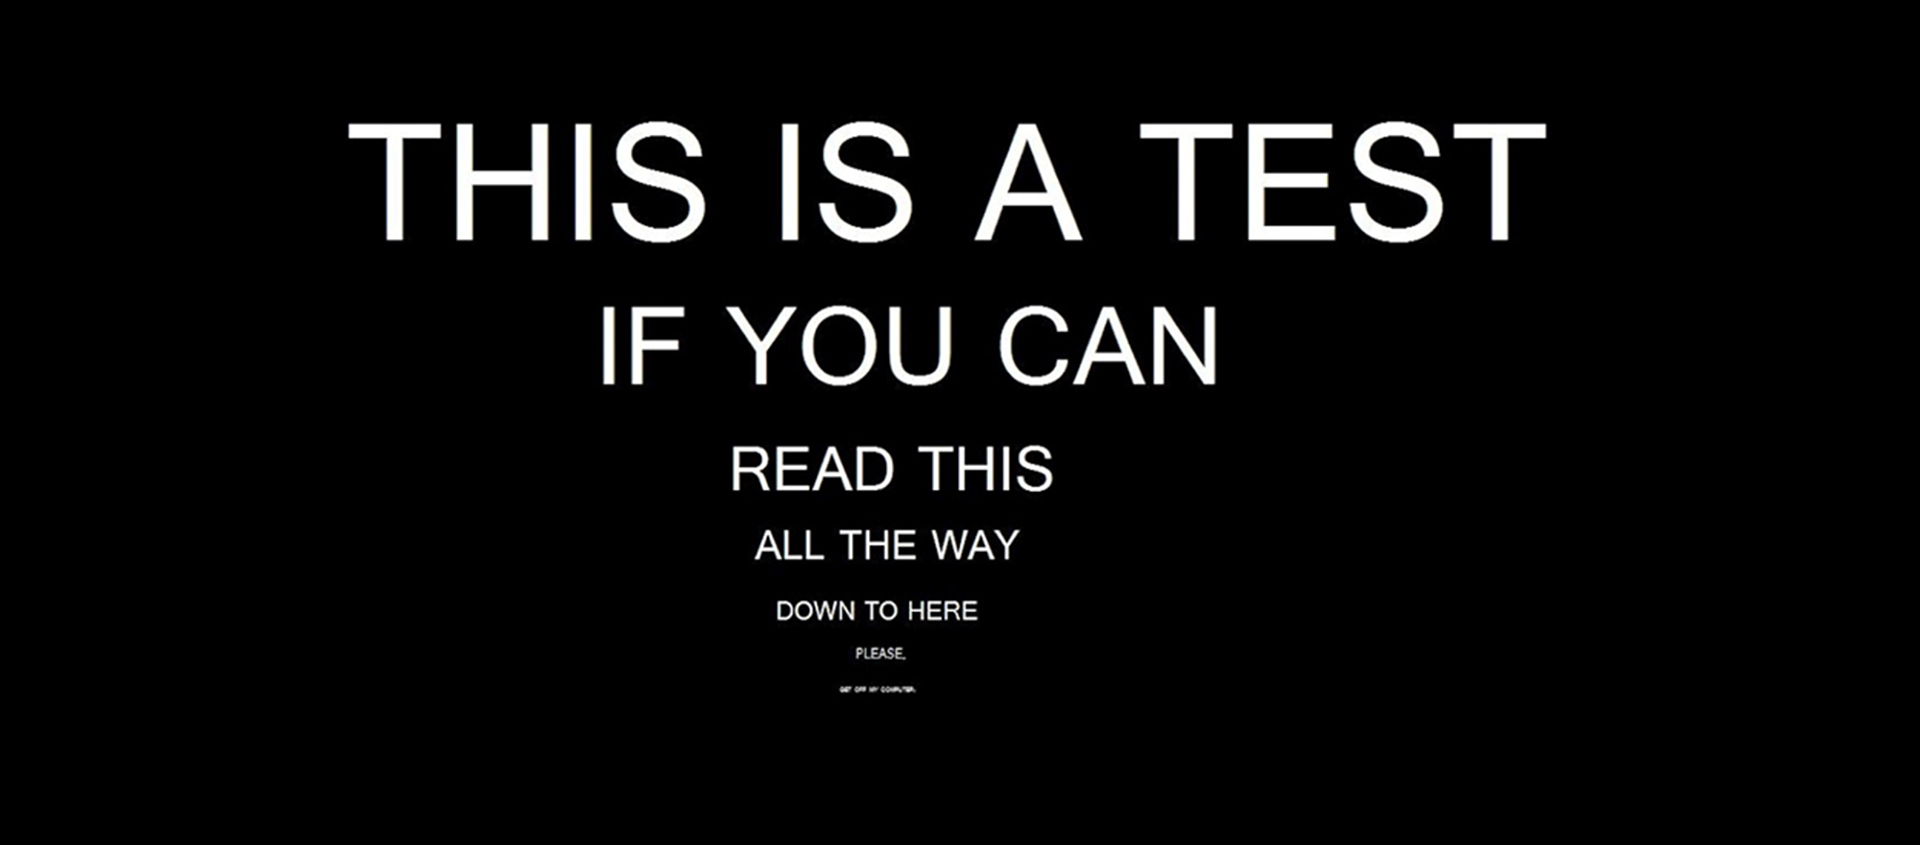 THIS IS A TEST
IF YOU CAN
READ THIS
ALL THE WAY
DOWN TO HERE
PLEASE,
GET OFF MY COMPUTER.